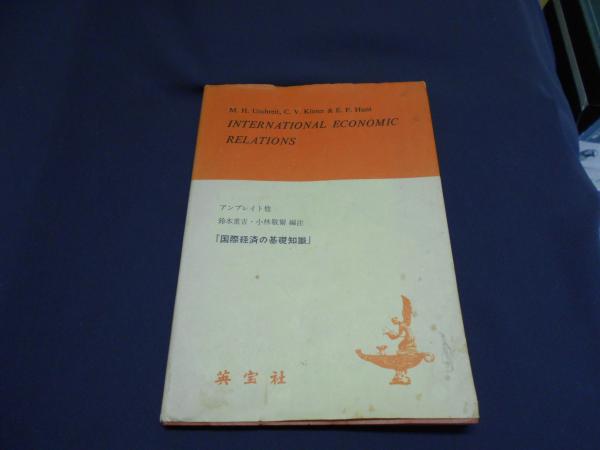 M. H. Umbreit, C. V. Kinter & E. F. Hunt
INTERNATIONAL ECONOMIC
RELATIONS
アンブレイト他
鈴木重吉・小林敬爾 編注
「国際経済の基礎知識」
英宝社